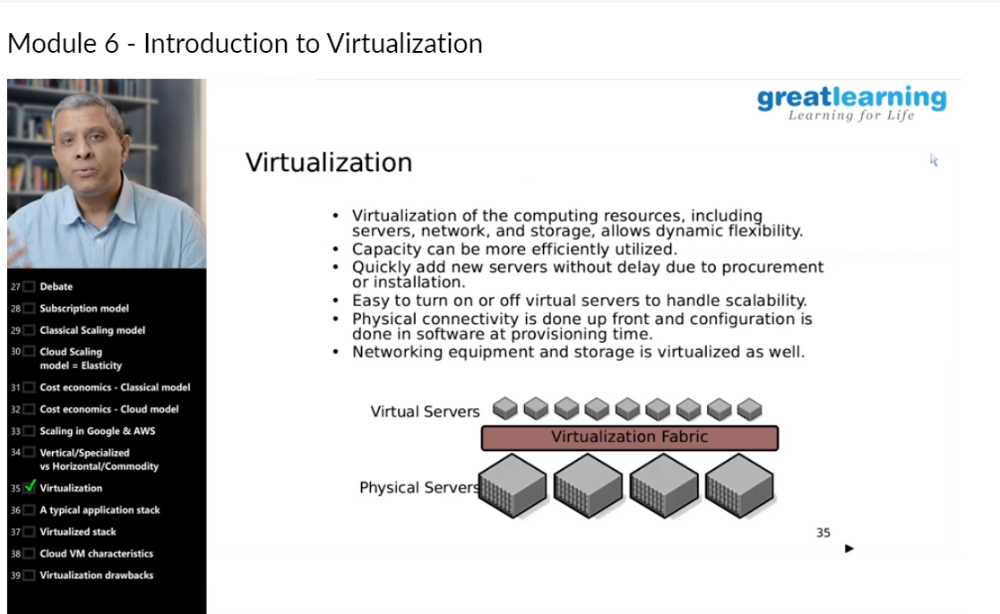 Module 6 - Introduction to Virtualization
greatlearning
Learning for Life
Virtualization
• Virtualization of the computing resources, including
servers, network, and storage, allows dynamic flexibility.
• Capacity can be more efficiently utilized.
• Quickly add new servers without delay due to procurement
or installation.
• Easy to turn on or off virtual servers to handle scalability.
• Physical connectivity is done up front and configuration is
done in software at provisioning time.
• Networking equipment and storage is virtualized as well.
Virtual Servers
Virtualization Fabric
Physical Servers
35
27 Debate
28 Subscription model
29 Classical Scaling model
30 Cloud Scaling
model = Elasticity
31 Cost economics - Classical model
32 Cost economics - Cloud model
33 Scaling in Google & AWS
34 Vertical/Specialized
vs Horizontal/Commodity
35 Virtualization
36 A typical application stack
37 Virtualized stack
38 Cloud VM characteristics
39 Virtualization drawbacks